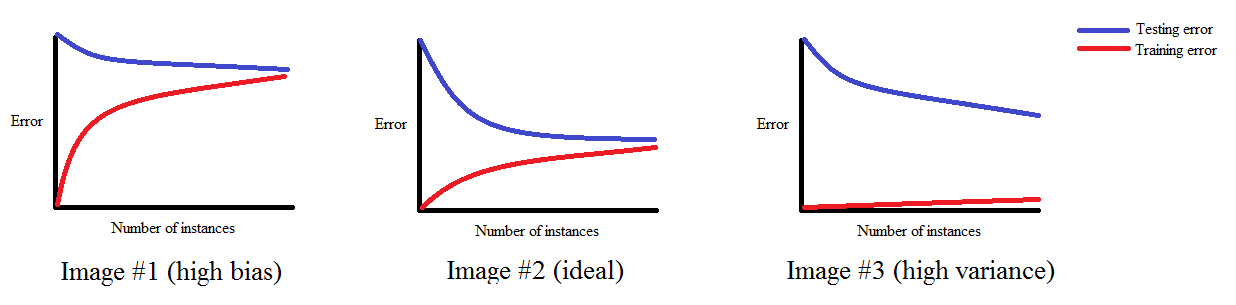 Testing error
Training error
Error
Number of instances
Image #1 (high bias)
Error
Number of instances
Image #2 (ideal)
Error
Number of instances
Image #3 (high variance)